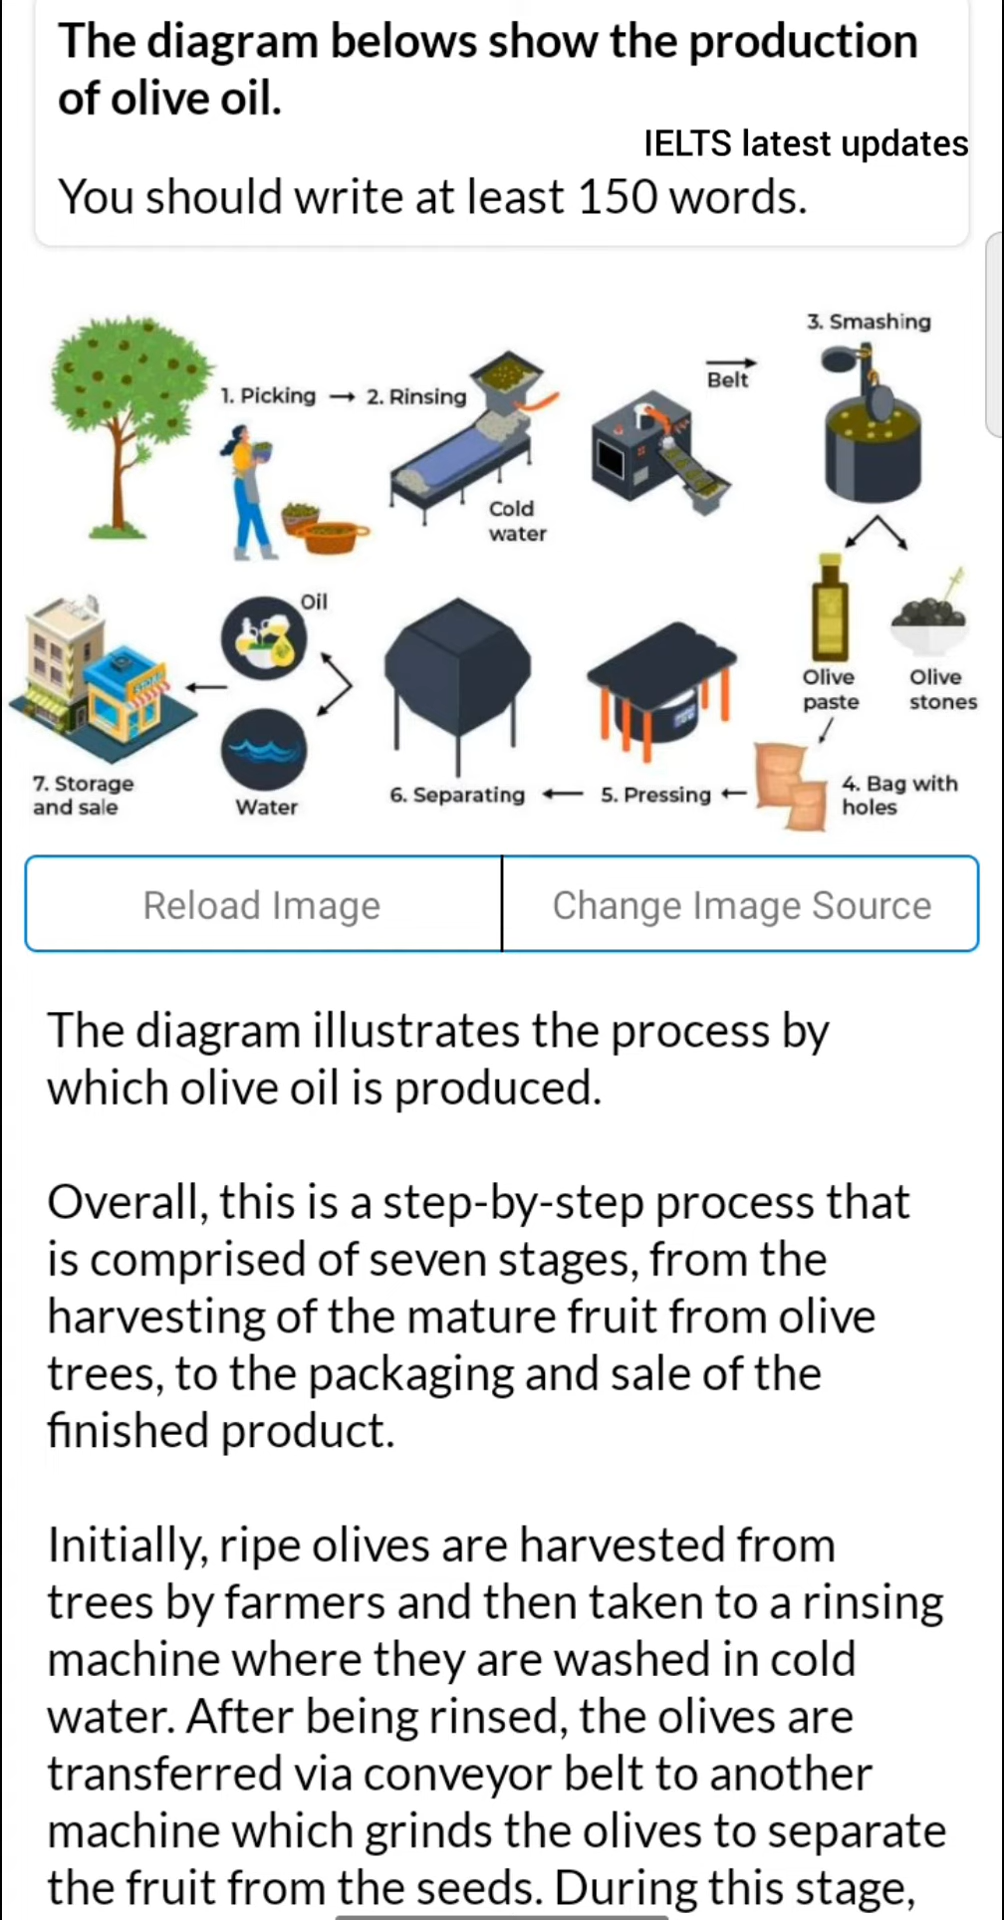 The diagram belows show the production
of olive oil.
IELTS latest updates
You should write at least 150 words.
3. Smashing
Belt
1. Picking → 2. Rinsing
Cold
water
Oil
Olive
paste
Olive
stones
7. Storage
and sale
Water
6. Separating ← 5. Pressing ←
4. Bag with
holes
Reload Image
Change Image Source
The diagram illustrates the process by
which olive oil is produced.
Overall, this is a step-by-step process that
is comprised of seven stages, from the
harvesting of the mature fruit from olive
trees, to the packaging and sale of the
finished product.
Initially, ripe olives are harvested from
trees by farmers and then taken to a rinsing
machine where they are washed in cold
water. After being rinsed, the olives are
transferred via conveyor belt to another
machine which grinds the olives to separate
the fruit from the seeds. During this stage,